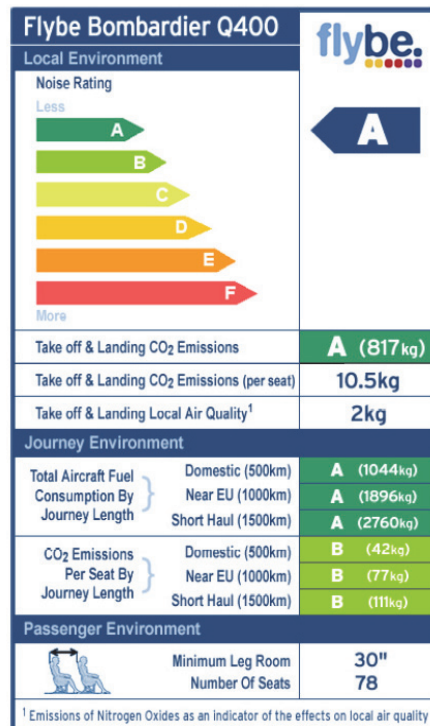 Flybe Bombardier Q400
flybe.
Local Environment
Noise Rating
Less
A
A
B
C
D
E
F
More
Take off & Landing CO₂ Emissions A (817kg)
Take off & Landing CO₂ Emissions (per seat) 10.5kg
Take off & Landing Local Air Quality¹ 2kg
Journey Environment
Total Aircraft Fuel Consumption By Journey Length
Domestic (500km) A (1044kg)
Near EU (1000km) A (1896kg)
Short Haul (1500km) A (2760kg)
CO₂ Emissions Per Seat By Journey Length
Domestic (500km) B (42kg)
Near EU (1000km) B (77kg)
Short Haul (1500km) B (111kg)
Passenger Environment
Minimum Leg Room 30"
Number Of Seats 78
¹ Emissions of Nitrogen Oxides as an indicator of the effects on local air quality